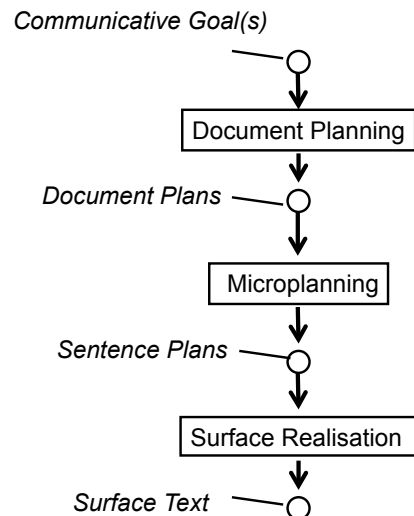 Communicative Goal(s)
Document Planning
Document Plans
Microplanning
Sentence Plans
Surface Realisation
Surface Text